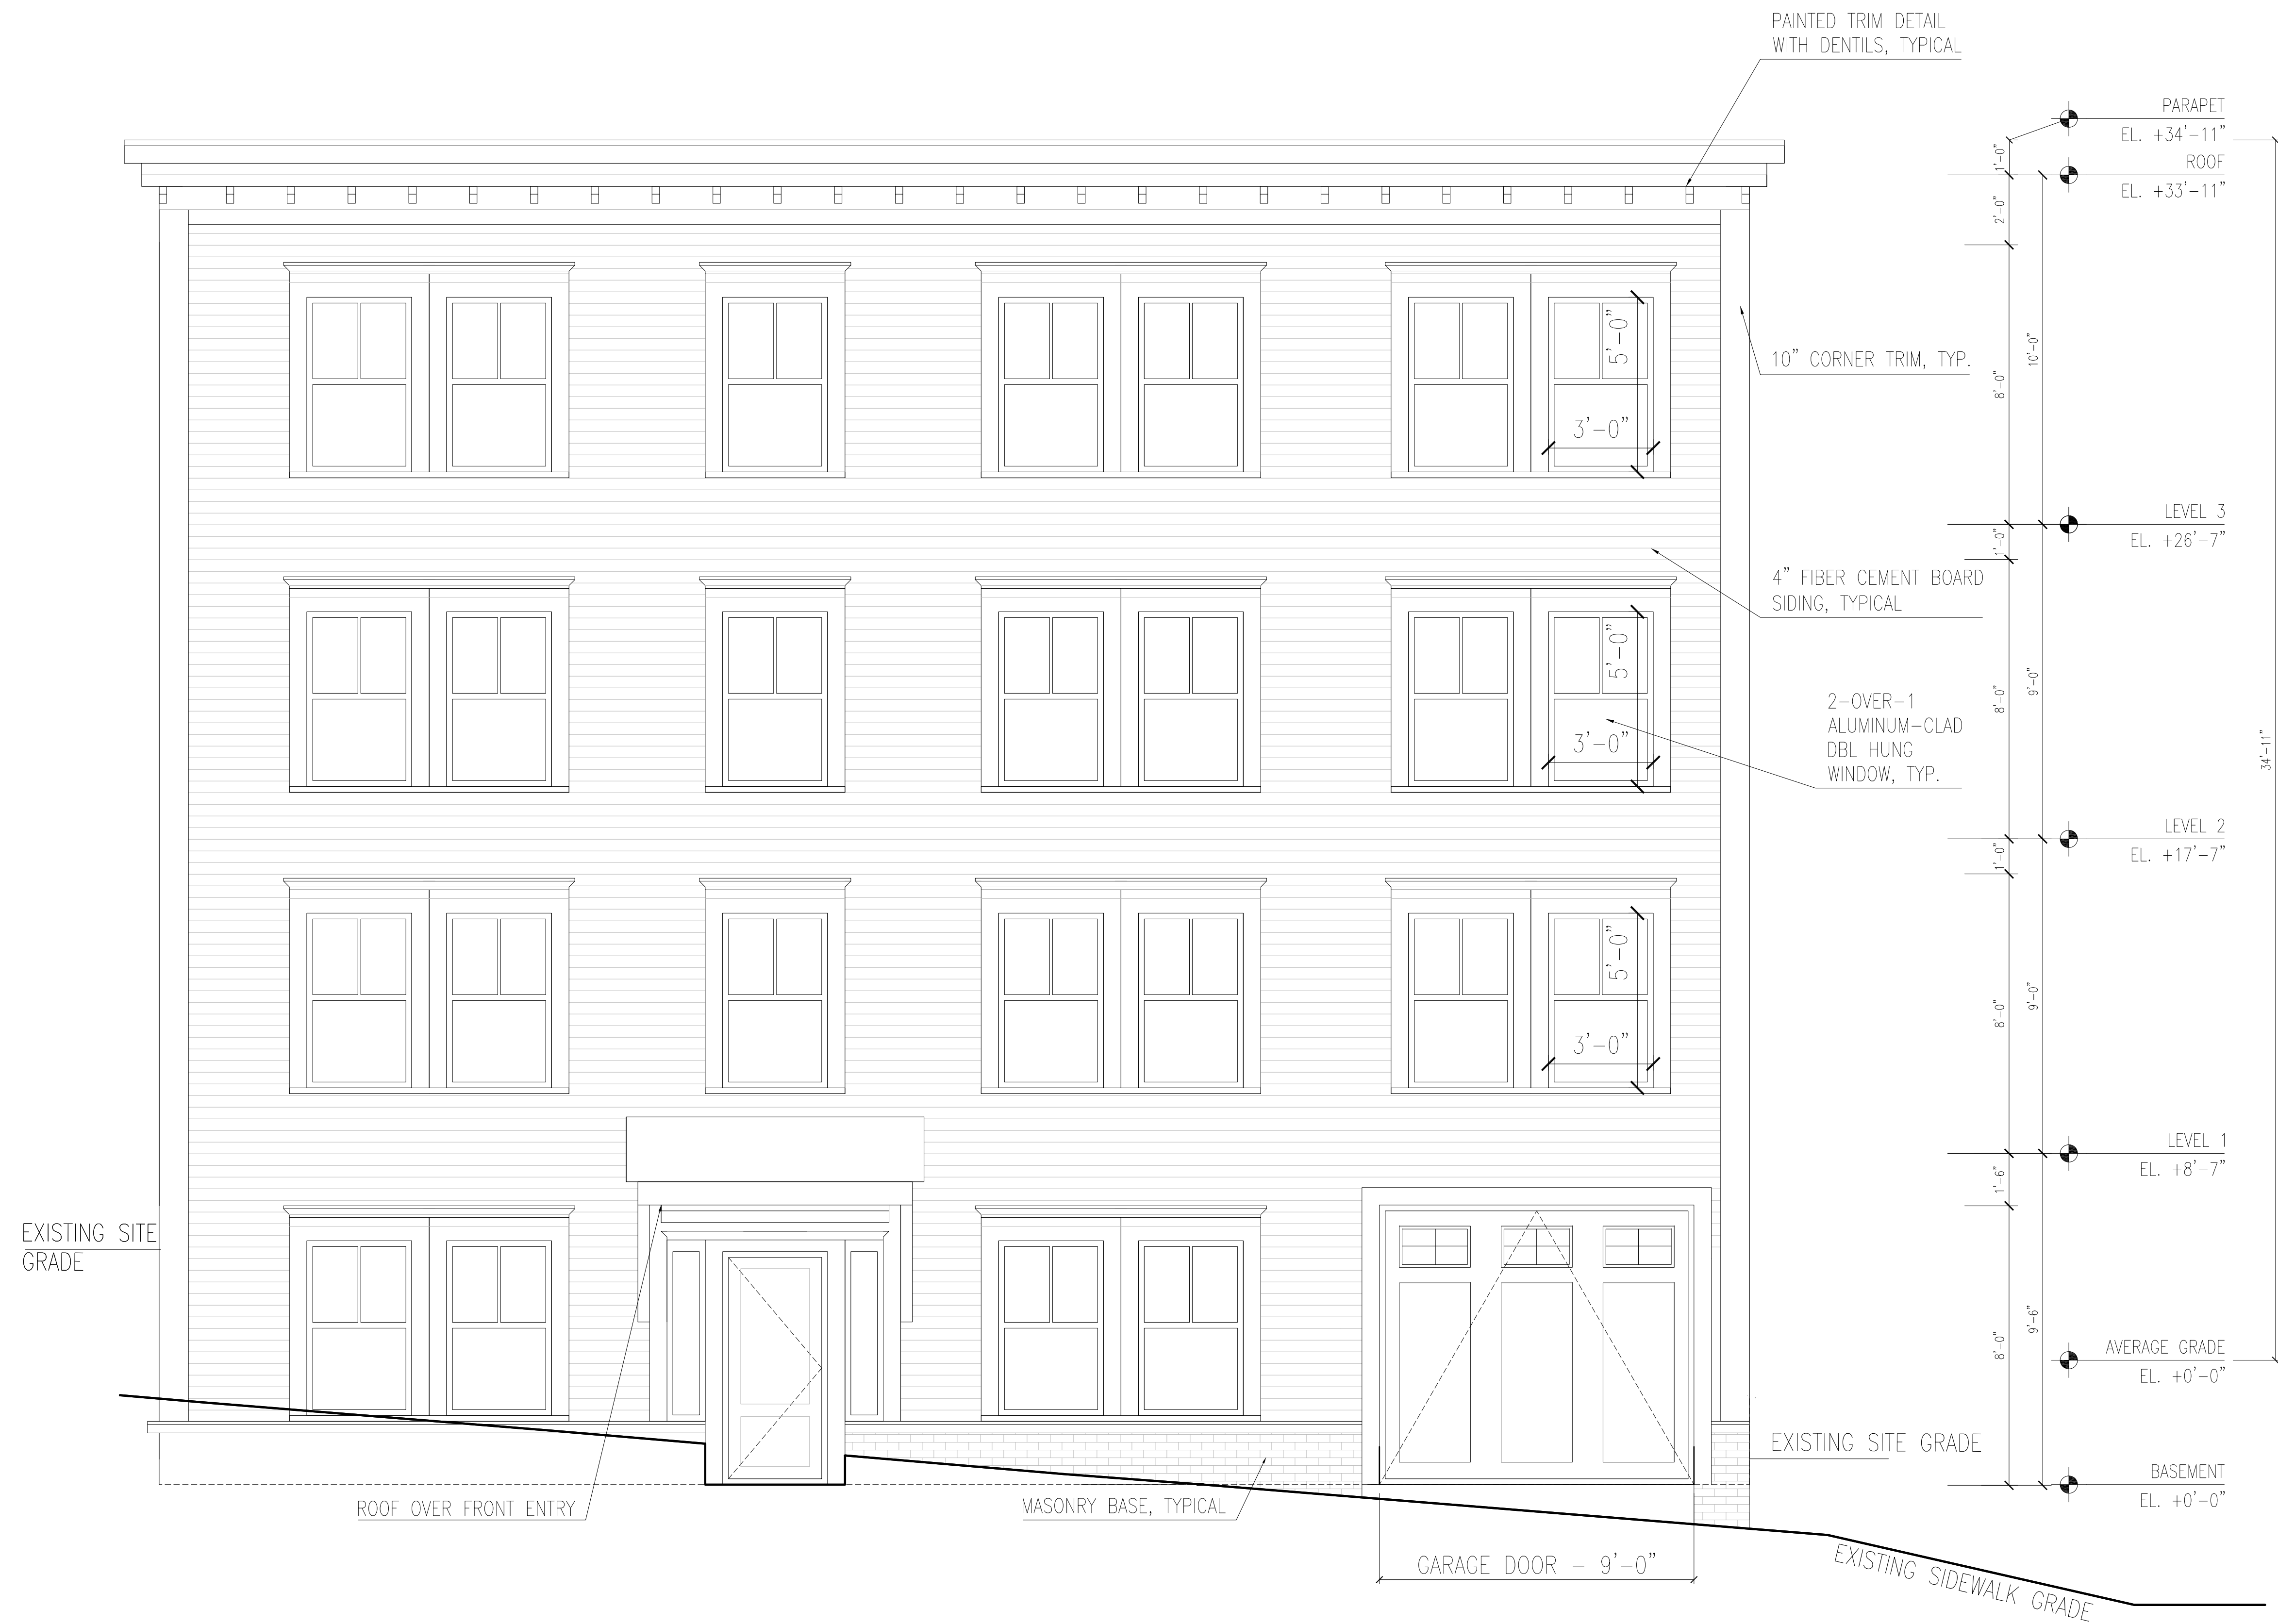 PAINTED TRIM DETAIL
WITH DENTILS, TYPICAL
PARAPET
EL. +34'-11"
ROOF
EL. +33'-11"
1'-0"
2'-0"
10" CORNER TRIM, TYP.
8'-0"
10'-0"
5'-0"
3'-0"
LEVEL 3
EL. +26'-7"
1'-0"
4" FIBER CEMENT BOARD
SIDING, TYPICAL
5'-0"
3'-0"
2-OVER-1
ALUMINUM-CLAD
DBL HUNG
WINDOW, TYP.
8'-0"
9'-0"
34'-11"
LEVEL 2
EL. +17'-7"
1'-0"
5'-0"
3'-0"
8'-0"
9'-0"
LEVEL 1
EL. +8'-7"
1'-6"
EXISTING SITE
GRADE
8'-0"
9'-6"
AVERAGE GRADE
EL. +0'-0"
EXISTING SITE GRADE
BASEMENT
EL. +0'-0"
ROOF OVER FRONT ENTRY
MASONRY BASE, TYPICAL
GARAGE DOOR - 9'-0"
EXISTING SIDEWALK GRADE